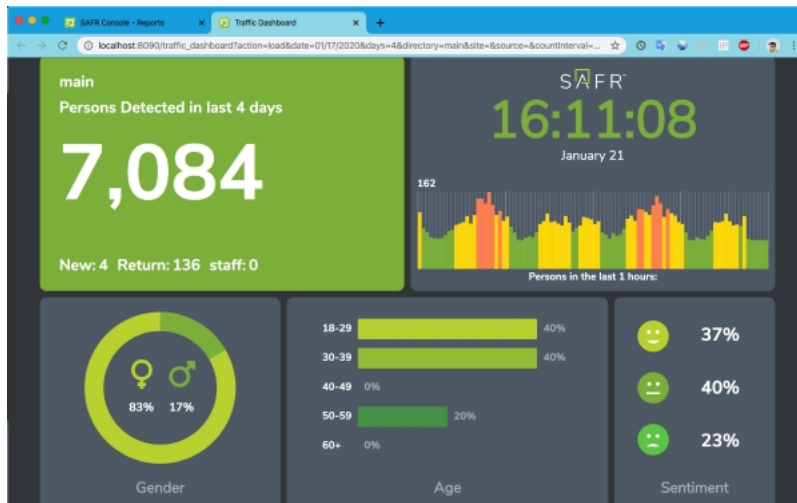 SAFR Console - Reports
Traffic Dashboard
localhost:8090/traffic_dashboard?action=load&date=01/17/2020&days=4&directory=main&site=&source=&countInterval=...
main
Persons Detected in last 4 days
7,084
New: 4 Return: 136 staff: 0
SAFR
16:11:08
January 21
162
Persons in the last 1 hours:
83% 17%
Gender
18-29 40%
30-39 40%
40-49 0%
50-59 20%
60+ 0%
Age
37%
40%
23%
Sentiment